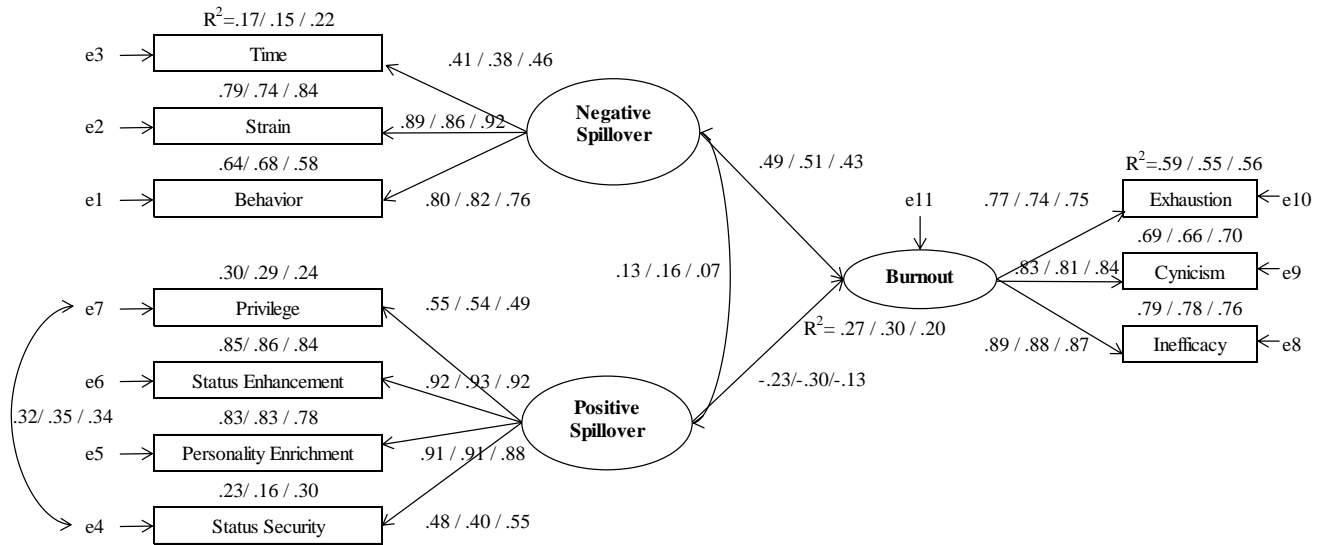 R²=.17/ .15 / .22
e3
Time
.41 / .38 / .46
.79/ .74 / .84
e2
Strain
.89 / .86 / .92
Negative
Spillover
.64/ .68 / .58
e1
Behavior
.80 / .82 / .76
.49 / .51 / .43
.13 / .16 / .07
.30/ .29 / .24
e7
Privilege
.55 / .54 / .49
.85/ .86 / .84
e6
Status Enhancement
.92 / .93 / .92
.32/ .35 / .34
.83/ .83 / .78
e5
Personality Enrichment
.91 / .91 / .88
Positive
Spillover
.23/ .16 / .30
e4
Status Security
.48 / .40 / .55
-.23/-.30/-.13
e11
Burnout
R²= .27 / .30 / .20
R²=.59 / .55 / .56
.77 / .74 / .75
Exhaustion
e10
.69 / .66 / .70
.83 / .81 / .84
Cynicism
e9
.79 / .78 / .76
.89 / .88 / .87
Inefficacy
e8